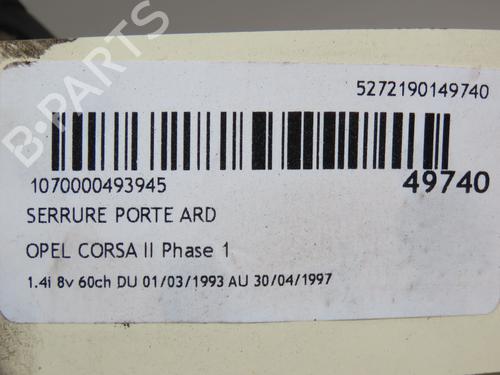 5272190149740
1070000493945
49740
SERRURE PORTE ARD
OPEL CORSA II Phase 1
1.4i 8v 60ch DU 01/03/1993 AU 30/04/1997
B-PARTS